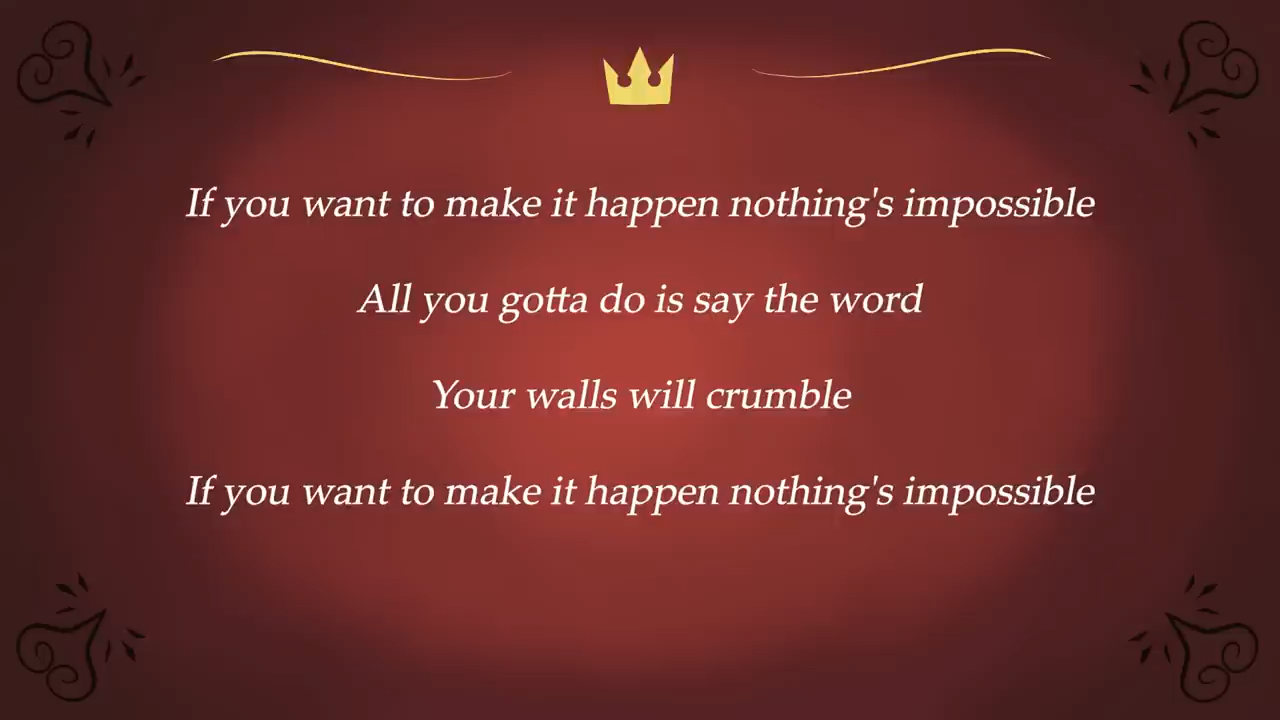 If you want to make it happen nothing's impossible
All you gotta do is say the word
Your walls will crumble
If you want to make it happen nothing's impossible